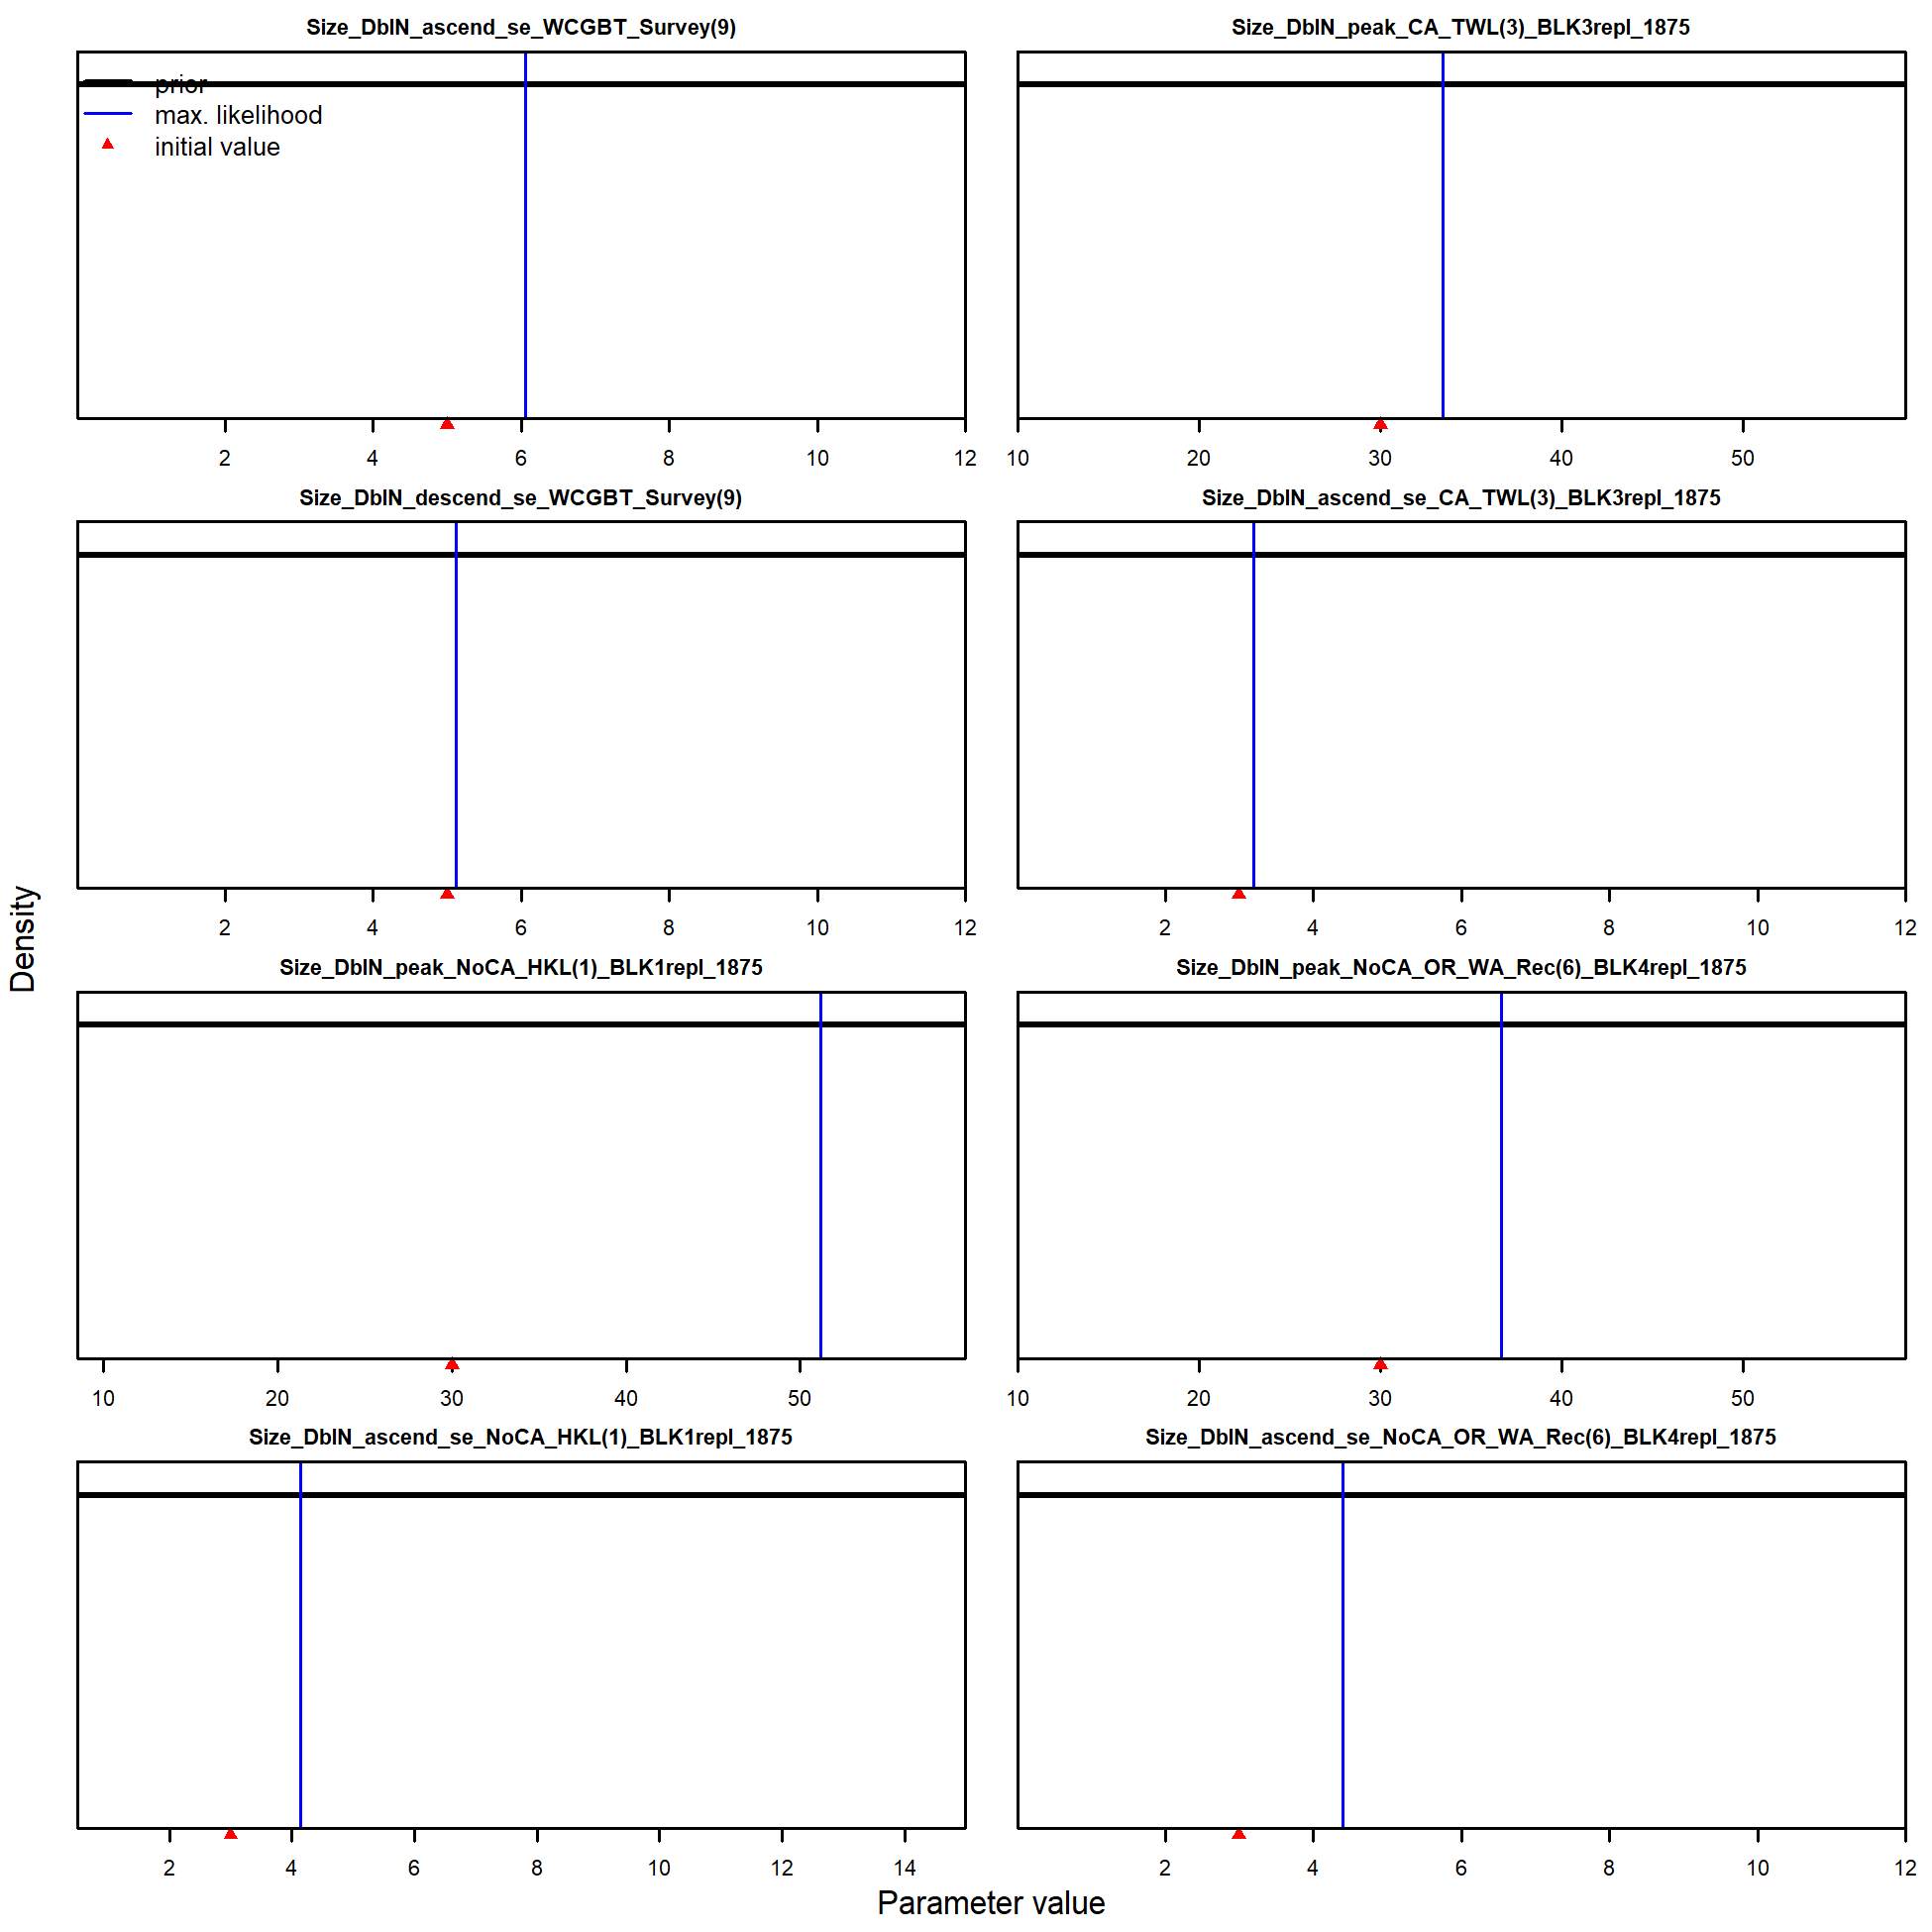 Size_DblN_ascend_se_WCGBT_Survey(9)
prior
max. likelihood
initial value
2 4 6 8 10 12
Size_DblN_peak_CA_TWL(3)_BLK3repl_1875
10 20 30 40 50
Size_DblN_descend_se_WCGBT_Survey(9)
2 4 6 8 10 12
Size_DblN_ascend_se_CA_TWL(3)_BLK3repl_1875
2 4 6 8 10 12
Size_DblN_peak_NoCA_HKL(1)_BLK1repl_1875
10 20 30 40 50
Size_DblN_peak_NoCA_OR_WA_Rec(6)_BLK4repl_1875
10 20 30 40 50
Size_DblN_ascend_se_NoCA_HKL(1)_BLK1repl_1875
2 4 6 8 10 12 14
Size_DblN_ascend_se_NoCA_OR_WA_Rec(6)_BLK4repl_1875
2 4 6 8 10 12
Density
Parameter value